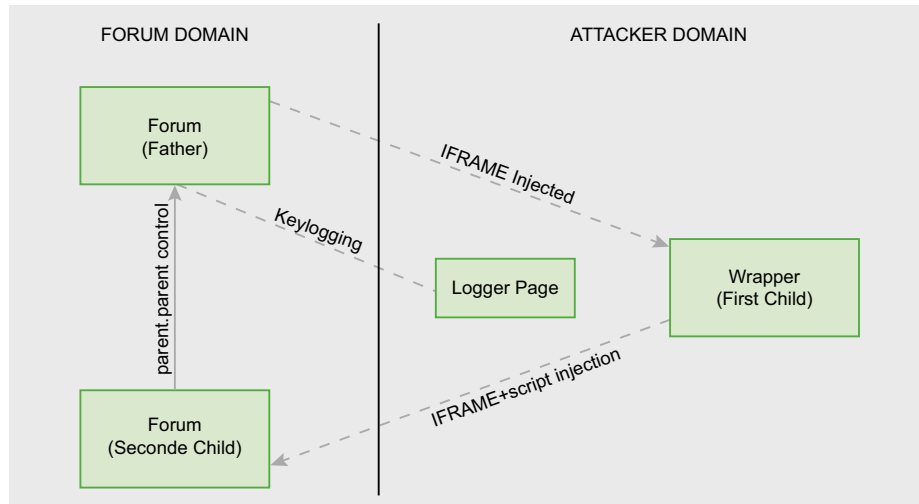 FORUM DOMAIN
ATTACKER DOMAIN
Forum
(Father)
IFRAME Injected
Keylogging
parent.parent control
Logger Page
Wrapper
(First Child)
IFRAME+script injection
Forum
(Seconde Child)